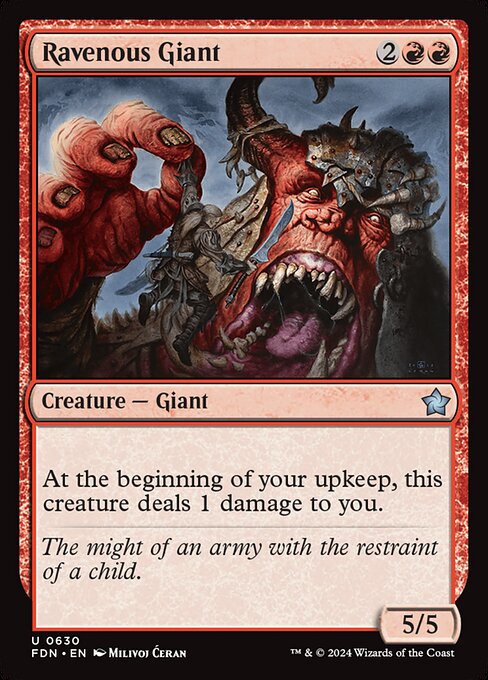 Ravenous Giant 2
Creature — Giant
At the beginning of your upkeep, this
creature deals 1 damage to you.
The might of an army with the restraint
of a child.
5/5
U 0630
FDN • EN Milivoj Ćeran
™ & © 2024 Wizards of the Coast